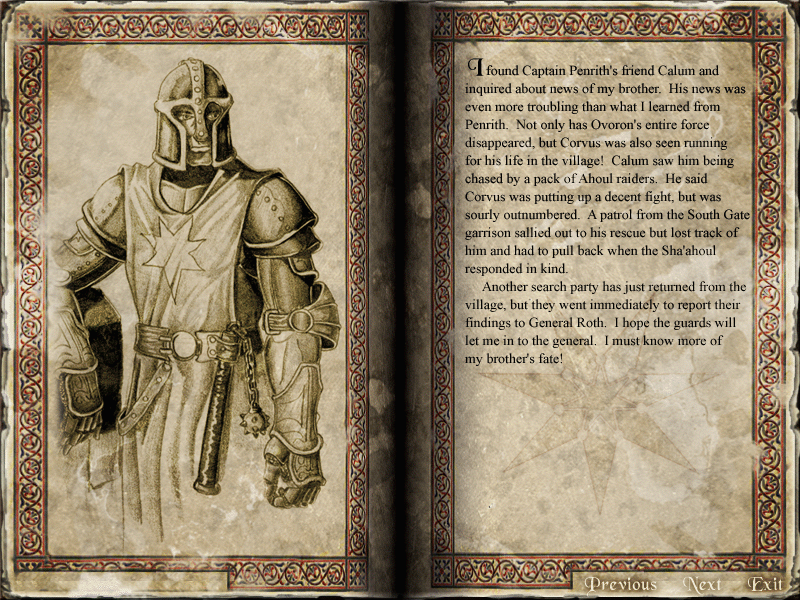 I found Captain Penrith's friend Calum and
inquired about news of my brother.  His news was
even more troubling than what I learned from
Penrith.  Not only has Ovoron's entire force
disappeared, but Corvus was also seen running
for his life in the village!  Calum saw him being
chased by a pack of Ahoul raiders.  He said
Corvus was putting up a decent fight, but was
sourly outnumbered.  A patrol from the South Gate
garrison sallied out to his rescue but lost track of
him and had to pull back when the Sha'ahoul
responded in kind.
Another search party has just returned from the
village, but they went immediately to report their
findings to General Roth.  I hope the guards will
let me in to the general.  I must know more of
my brother's fate!
Previous Next Exit